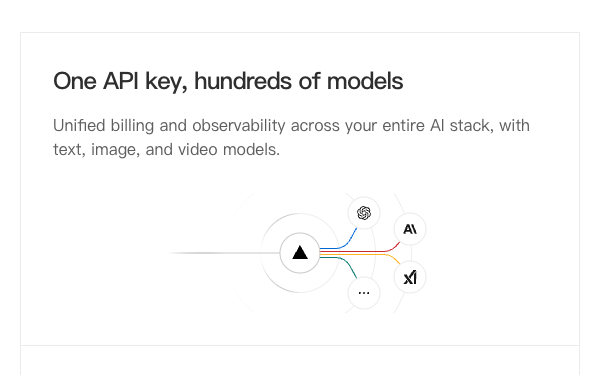 One API key, hundreds of models
Unified billing and observability across your entire AI stack, with
text, image, and video models.